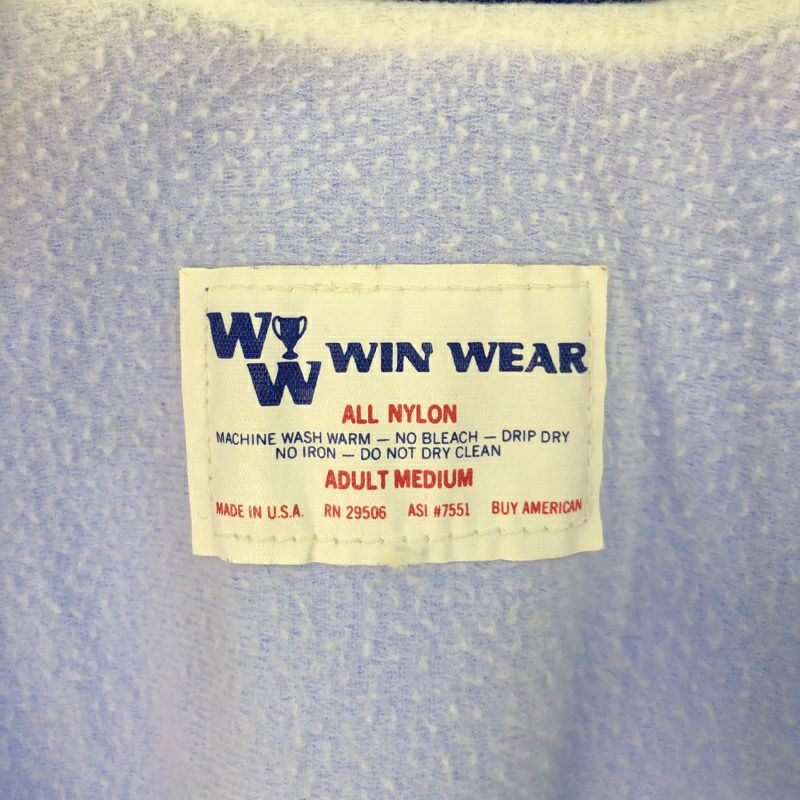 W W WIN WEAR
ALL NYLON
MACHINE WASH WARM — NO BLEACH — DRIP DRY
NO IRON — DO NOT DRY CLEAN
ADULT MEDIUM
MADE IN U.S.A. RN 29506 ASI #7551 BUY AMERICAN